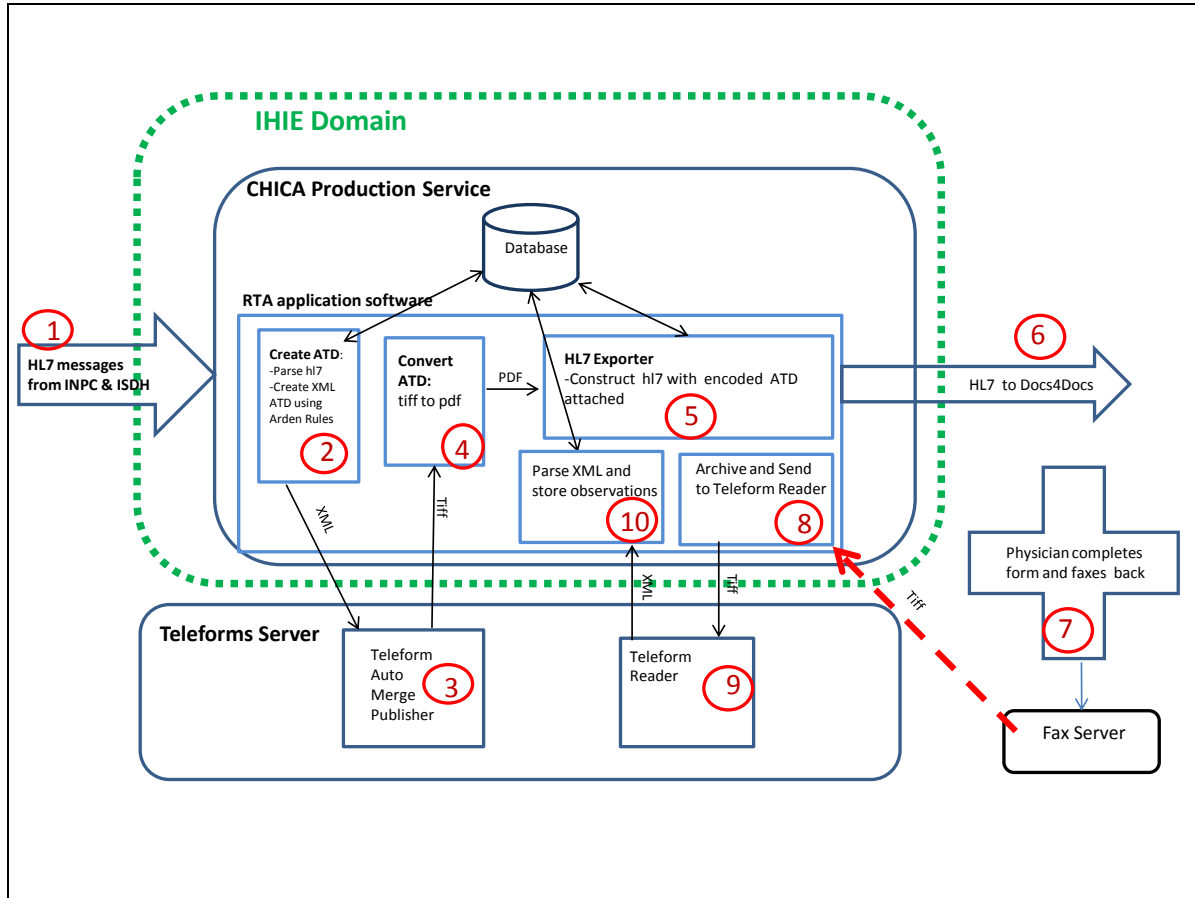 IHIE Domain
CHICA Production Service
Database
RTA application software
1
HL7 messages
from INPC & ISDH
Create ATD:
-Parse hl7
-Create XML
ATD using
Arden Rules
2
Convert
ATD:
tiff to pdf
4
PDF
HL7 Exporter
-Construct hl7 with encoded ATD
attached
5
6
HL7 to Docs4Docs
Parse XML and
store observations
10
Archive and Send
to Teleform Reader
8
Physician completes
form and faxes back
7
XML
Tiff
XML
Tiff
Tiff
Teleforms Server
Teleform
Auto
Merge
Publisher
3
Teleform
Reader
9
Fax Server